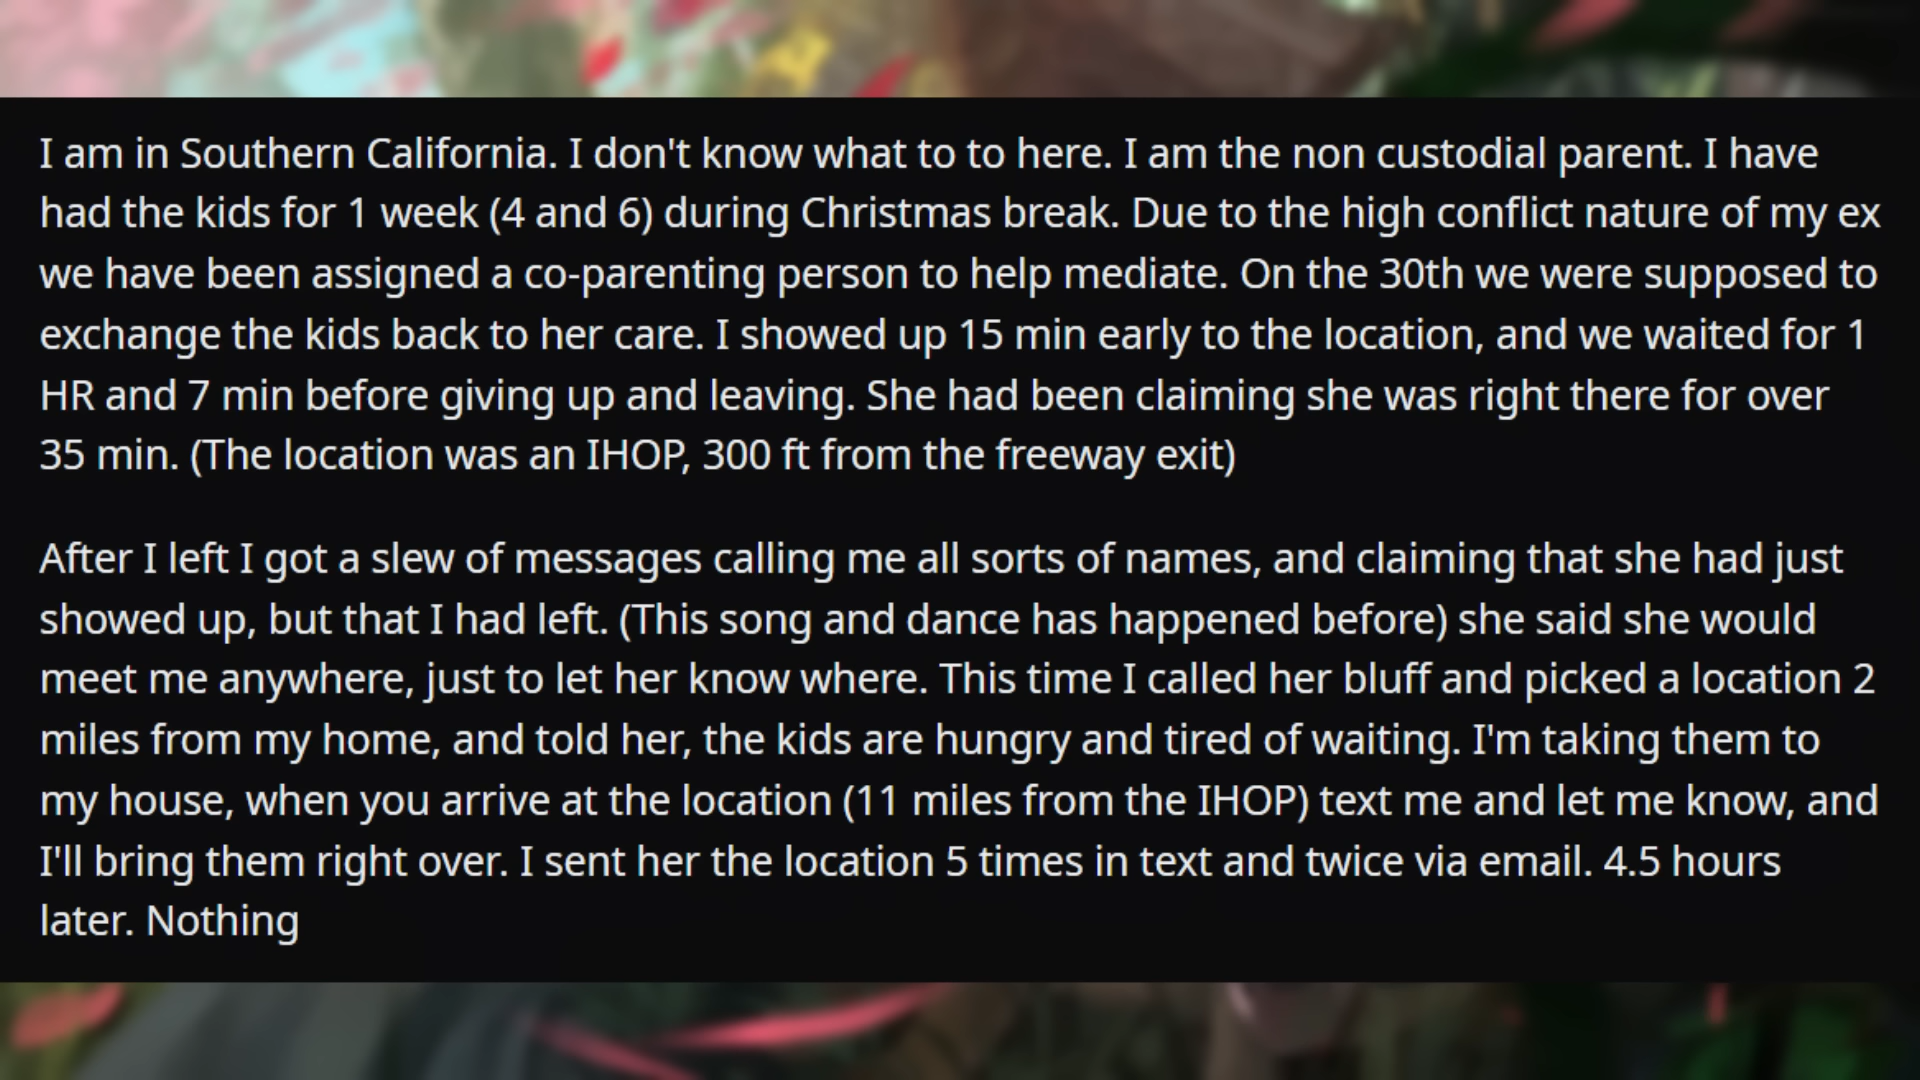 I am in Southern California. I don't know what to to here. I am the non custodial parent. I have
had the kids for 1 week (4 and 6) during Christmas break. Due to the high conflict nature of my ex
we have been assigned a co-parenting person to help mediate. On the 30th we were supposed to
exchange the kids back to her care. I showed up 15 min early to the location, and we waited for 1
HR and 7 min before giving up and leaving. She had been claiming she was right there for over
35 min. (The location was an IHOP, 300 ft from the freeway exit)
After I left I got a slew of messages calling me all sorts of names, and claiming that she had just
showed up, but that I had left. (This song and dance has happened before) she said she would
meet me anywhere, just to let her know where. This time I called her bluff and picked a location 2
miles from my home, and told her, the kids are hungry and tired of waiting. I'm taking them to
my house, when you arrive at the location (11 miles from the IHOP) text me and let me know, and
I'll bring them right over. I sent her the location 5 times in text and twice via email. 4.5 hours
later. Nothing